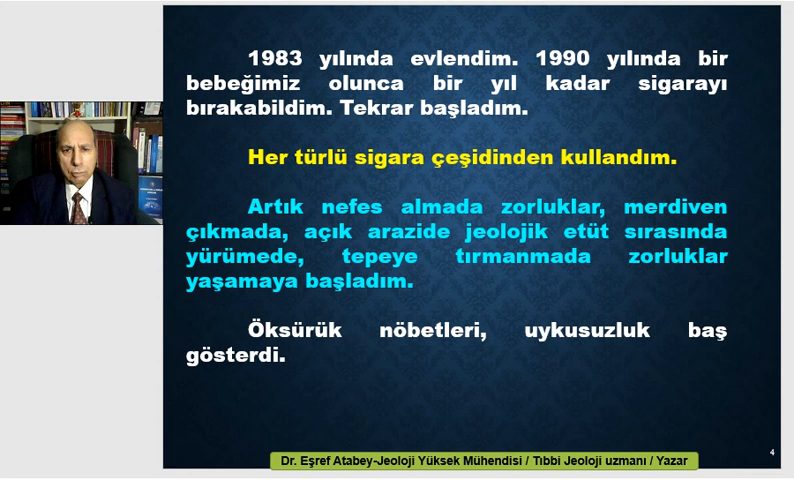 1983 yılında evlendim. 1990 yılında bir
bebeğimiz olunca bir yıl kadar sigarayı
bırakabildim. Tekrar başladım.
Her türlü sigara çeşidinden kullandım.
Artık nefes almada zorluklar, merdiven
çıkmada, açık arazide jeolojik etüt sırasında
yürümede, tepeye tırmanmada zorluklar
yaşamaya başladım.
Öksürük nöbetleri, uykusuzluk baş
gösterdi.
4
Dr. Eşref Atabey-Jeoloji Yüksek Mühendisi / Tıbbi Jeoloji uzmanı / Yazar